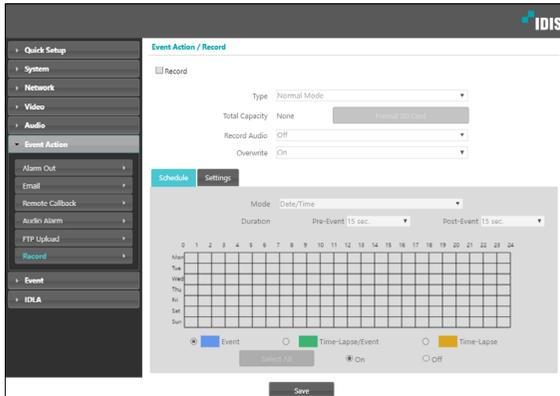 IDIS
Quick Setup
System
Network
Video
Audio
Event Action
Alarm Out
Email
Remote Callback
Audio Alarm
FTP Upload
Record
Event
IDLA
Event Action / Record
Record
Type Normal Mode
Total Capacity None Format SD Card
Record Audio Off
Overwrite On
Schedule Settings
Mode Date/Time
Duration Pre-Event 15 sec. Post-Event 15 sec.
0 1 2 3 4 5 6 7 8 9 10 11 12 13 14 15 16 17 18 19 20 21 22 23 24
Mon
Tue
Wed
Thu
Fri
Sat
Sun
Event Time-Lapse/Event Time-Lapse
Select All On Off
Save